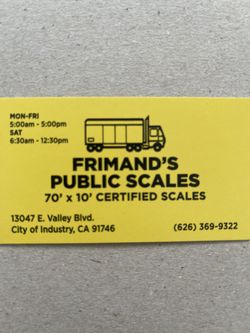 MON-FRI
5:00am - 5:00pm
SAT
6:30am - 12:30pm
FRIMAND'S
PUBLIC SCALES
70' x 10' CERTIFIED SCALES
13047 E. Valley Blvd.
City of Industry, CA 91746
(626) 369-9322